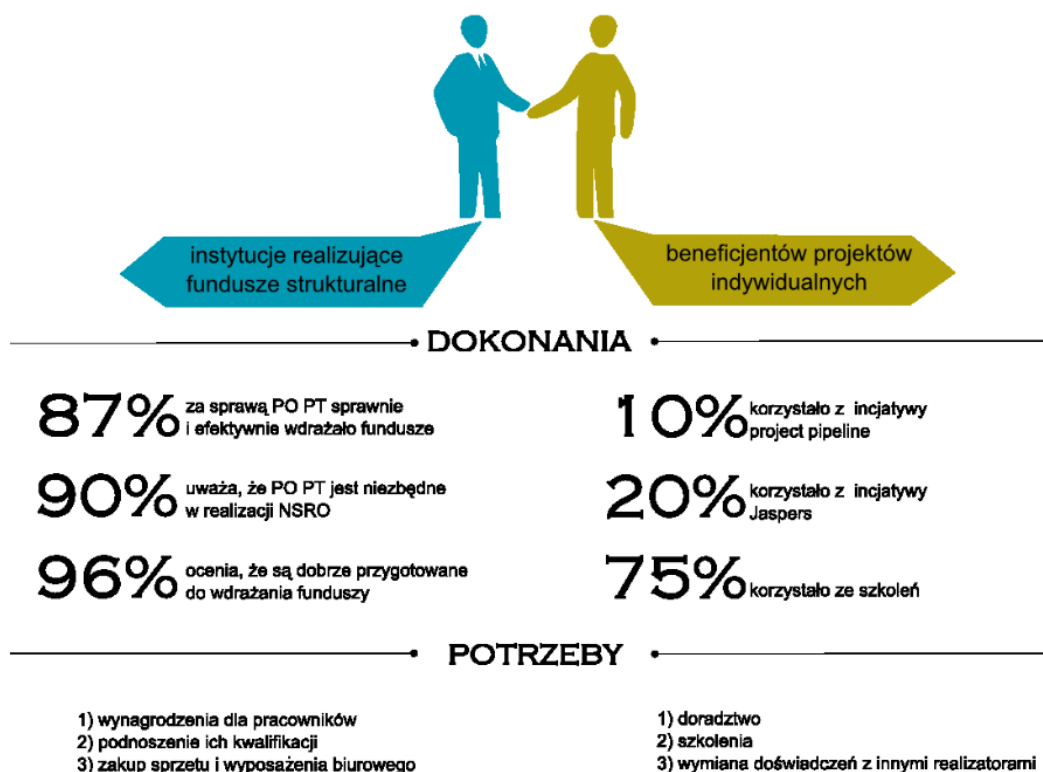 instytucje realizujące
fundusze strukturalne
beneficjentów projektów
indywidualnych
DOKONANIA
87% za sprawą PO PT sprawnie
i efektywnie wdrażało fundusze
10% korzystało z incjatywy
project pipeline
90% uważa, że PO PT jest niezbędne
w realizacji NSRO
20% korzystało z incjatywy
Jaspers
96% ocenia, że są dobrze przygotowane
do wdrażania funduszy
75% korzystało ze szkoleń
POTRZEBY
1) wynagrodzenia dla pracowników
2) podnoszenie ich kwalifikacji
3) zakup sprzętu i wyposażenia biurowego
1) doradztwo
2) szkolenia
3) wymiana doświadczeń z innymi realizatorami